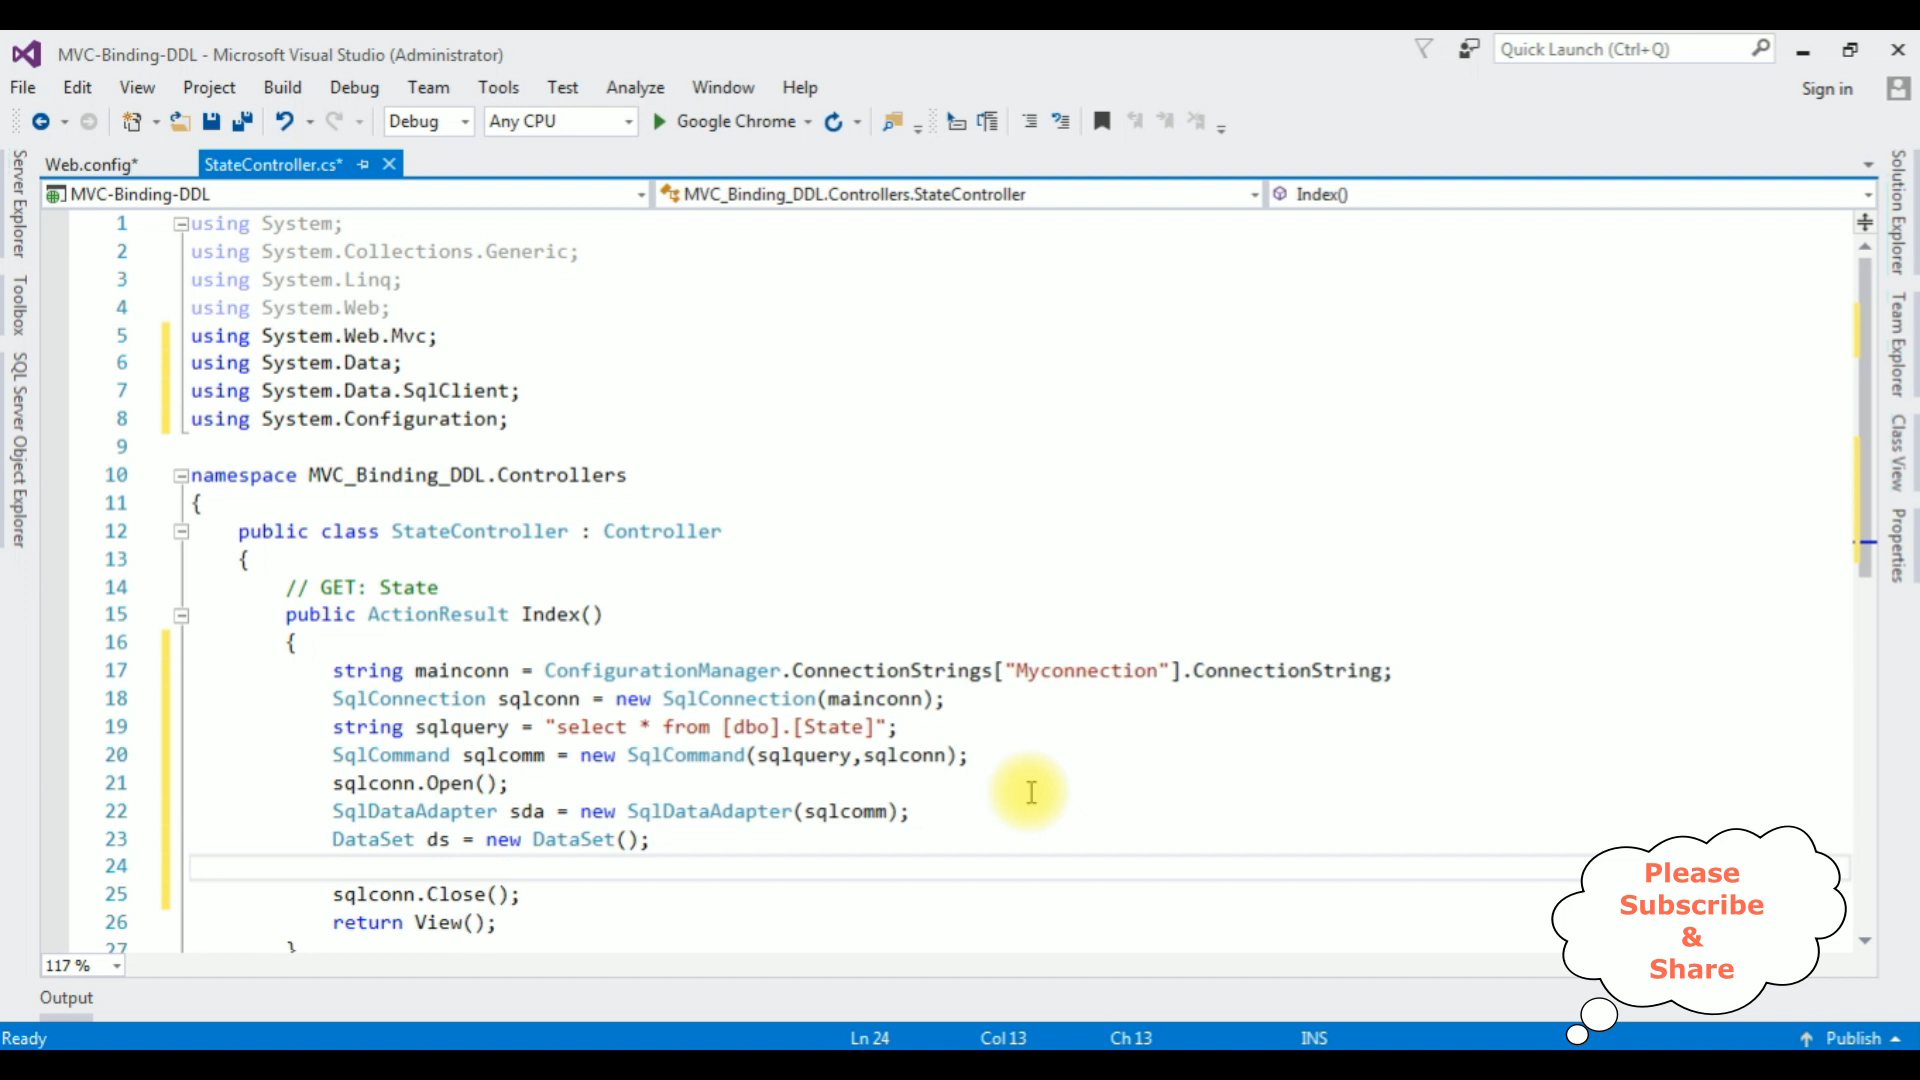 MVC-Binding-DDL - Microsoft Visual Studio (Administrator)
Quick Launch (Ctrl+Q)
File Edit View Project Build Debug Team Tools Test Analyze Window Help
Sign in
Debug Any CPU Google Chrome
Web.config* StateController.cs*
MVC-Binding-DDL MVC_Binding_DDL.Controllers.StateController Index()
Server Explorer
Toolbox
SQL Server Object Explorer
1 using System;
2 using System.Collections.Generic;
3 using System.Linq;
4 using System.Web;
5 using System.Web.Mvc;
6 using System.Data;
7 using System.Data.SqlClient;
8 using System.Configuration;
9
10 namespace MVC_Binding_DDL.Controllers
11 {
12 public class StateController : Controller
13 {
14 // GET: State
15 public ActionResult Index()
16 {
17 string mainconn = ConfigurationManager.ConnectionStrings["Myconnection"].ConnectionString;
18 SqlConnection sqlconn = new SqlConnection(mainconn);
19 string sqlquery = "select * from [dbo].[State]";
20 SqlCommand sqlcomm = new SqlCommand(sqlquery,sqlconn);
21 sqlconn.Open();
22 SqlDataAdapter sda = new SqlDataAdapter(sqlcomm);
23 DataSet ds = new DataSet();
24
25 sqlconn.Close();
26 return View();
27 }
Solution Explorer
Team Explorer
Class View
Properties
Please
Subscribe
&
Share
117 %
Output
Ready Ln 24 Col 13 Ch 13 INS Publish